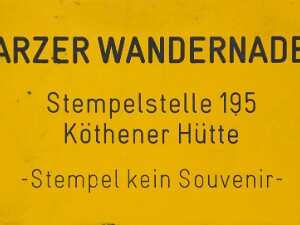 ARZER WANDERNADE
Stempelstelle 195
Köthener Hütte
-Stempel kein Souvenir-